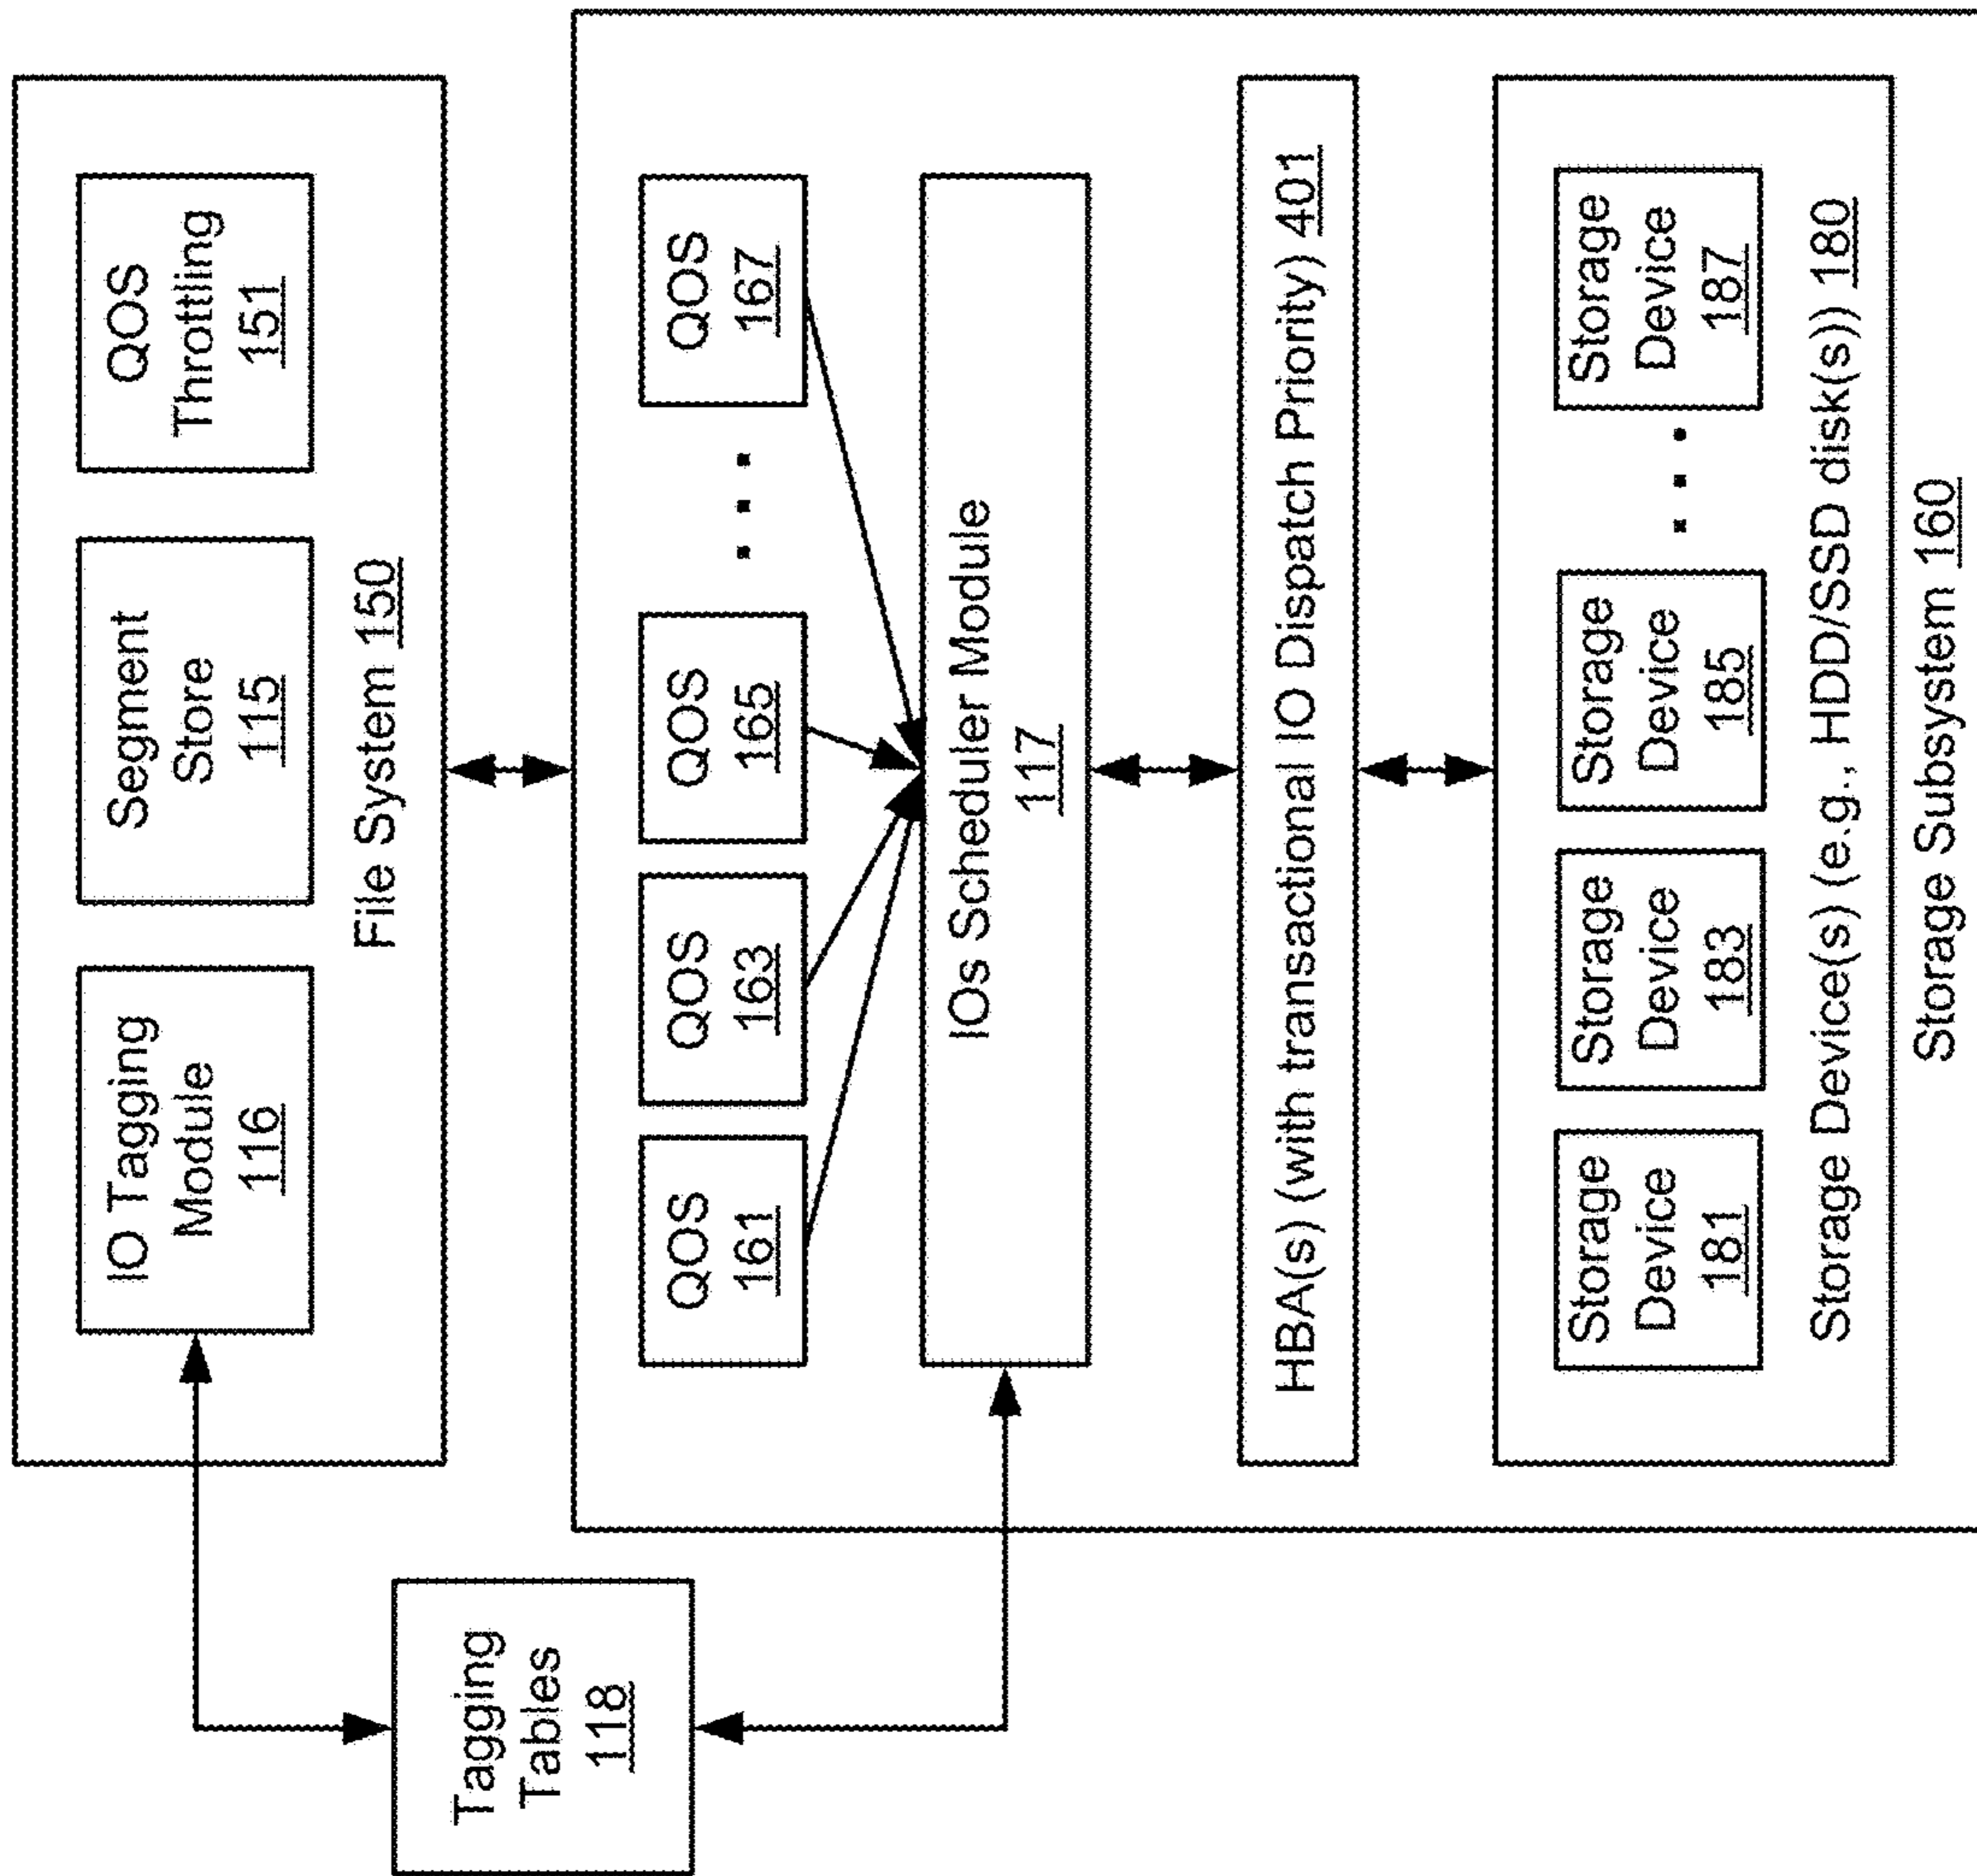 IO Tagging
Module
116
Segment
Store
115
QOS
Throttling
151
File System 150
Tagging
Tables
118
QOS
161
QOS
163
QOS
165
. . .
QOS
167
IOs Scheduler Module
117
HBA(s) (with transactional IO Dispatch Priority) 401
Storage
Device
181
Storage
Device
183
Storage
Device
185
. . .
Storage
Device
187
Storage Device(s) (e.g., HDD/SSD disk(s)) 180
Storage Subsystem 160